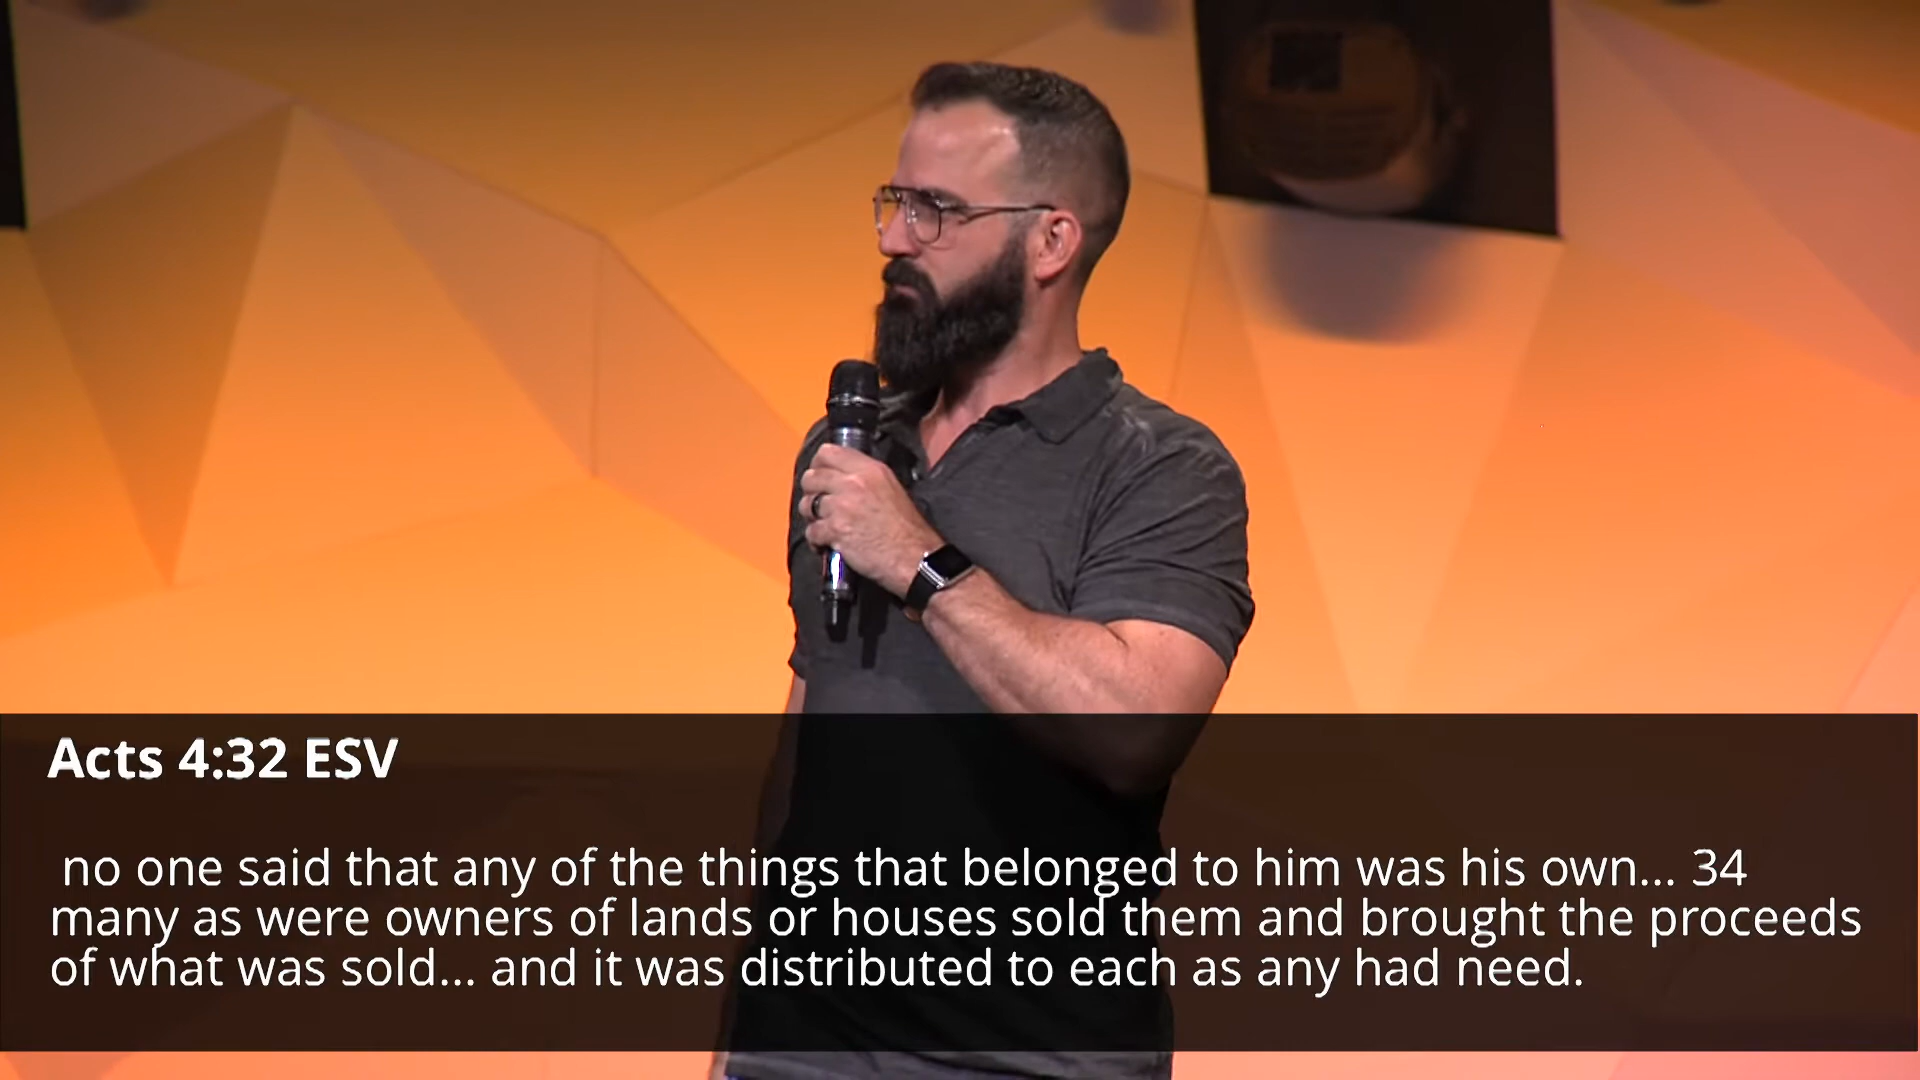 Acts 4:32 ESV
no one said that any of the things that belonged to him was his own... 34
many as were owners of lands or houses sold them and brought the proceeds
of what was sold... and it was distributed to each as any had need.